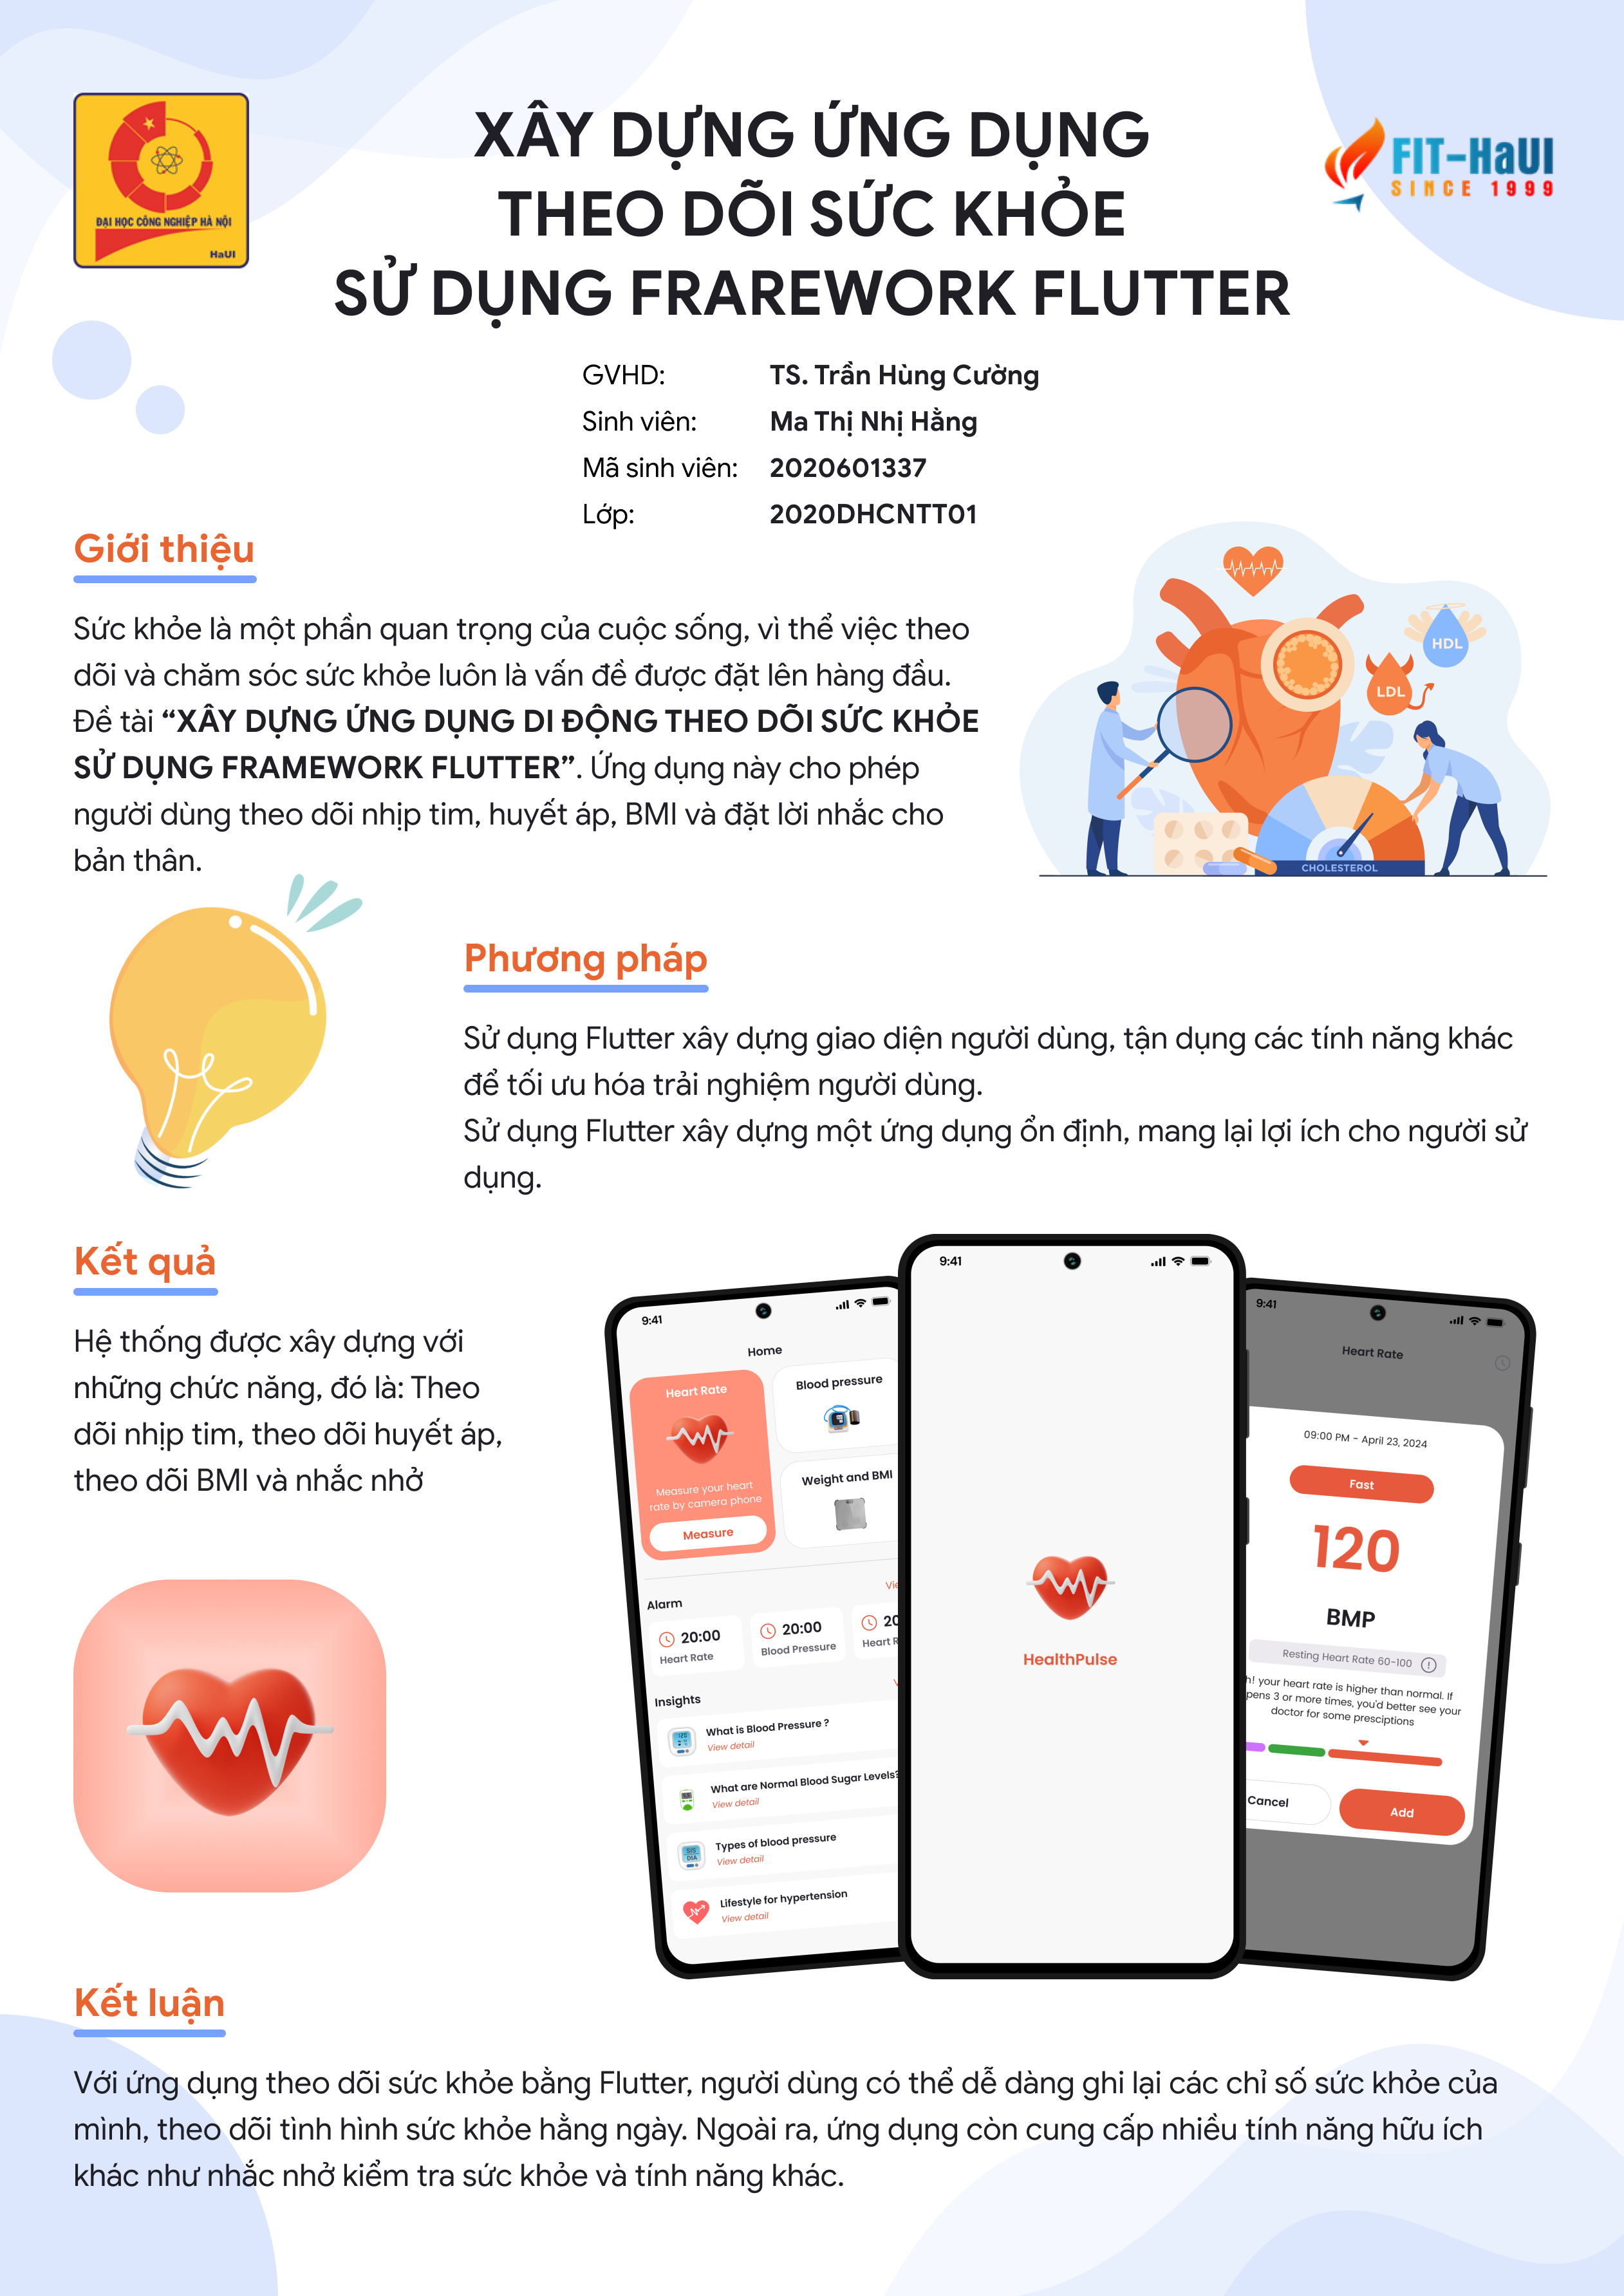 ĐẠI HỌC CÔNG NGHIỆP HÀ NỘI
HaUI
XÂY DỰNG ỨNG DỤNG
THEO DÕI SỨC KHỎE
SỬ DỤNG FRAREWORK FLUTTER
FIT-HaUI
SINCE 1999
GVHD: TS. Trần Hùng Cường
Sinh viên: Ma Thị Nhị Hằng
Mã sinh viên: 2020601337
Lớp: 2020DHCNTT01
Giới thiệu
Sức khỏe là một phần quan trọng của cuộc sống, vì thể việc theo
dõi và chăm sóc sức khỏe luôn là vấn đề được đặt lên hàng đầu.
Đề tài “XÂY DỰNG ỨNG DỤNG DI ĐỘNG THEO DÕI SỨC KHỎE
SỬ DỤNG FRAMEWORK FLUTTER”. Ứng dụng này cho phép
người dùng theo dõi nhịp tim, huyết áp, BMI và đặt lời nhắc cho
bản thân.
HDL
LDL
CHOLESTEROL
Phương pháp
Sử dụng Flutter xây dựng giao diện người dùng, tận dụng các tính năng khác
để tối ưu hóa trải nghiệm người dùng.
Sử dụng Flutter xây dựng một ứng dụng ổn định, mang lại lợi ích cho người sử
dụng.
Kết quả
Hệ thống được xây dựng với
những chức năng, đó là: Theo
dõi nhịp tim, theo dõi huyết áp,
theo dõi BMI và nhắc nhở
9:41
Home
Heart Rate
Measure your heart
rate by camera phone
Measure
Blood pressure
Weight and BMI
Alarm
20:00
Heart Rate
20:00
Blood Pressure
20
Heart R
Insights
What is Blood Pressure ?
View detail
What are Normal Blood Sugar Levels?
View detail
Types of blood pressure
View detail
Lifestyle for hypertension
View detail
9:41
HealthPulse
9:41
Heart Rate
09:00 PM - April 23, 2024
Fast
120
BMP
Resting Heart Rate 60-100
h! your heart rate is higher than normal. If
pens 3 or more times, you'd better see your
doctor for some presciptions
Cancel
Add
Kết luận
Với ứng dụng theo dõi sức khỏe bằng Flutter, người dùng có thể dễ dàng ghi lại các chỉ số sức khỏe của
mình, theo dõi tình hình sức khỏe hằng ngày. Ngoài ra, ứng dụng còn cung cấp nhiều tính năng hữu ích
khác như nhắc nhở kiểm tra sức khỏe và tính năng khác.